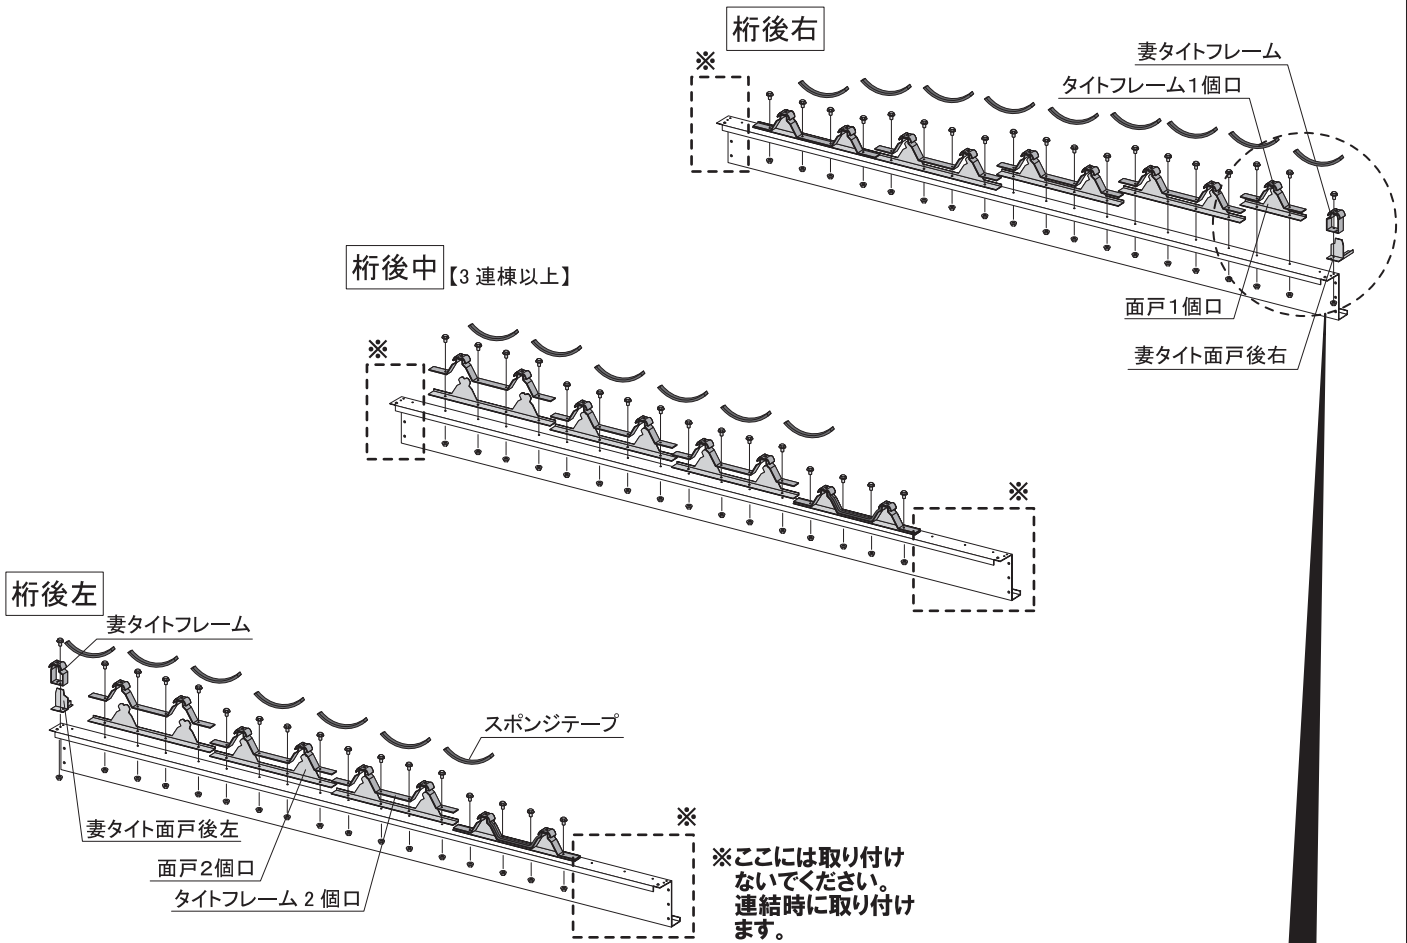 桁後右
※
妻タイトフレーム
タイトフレーム1個口
面戸1個口
妻タイト面戸後右
桁後中【3連棟以上】
※
※
桁後左
妻タイトフレーム
スポンジテープ
妻タイト面戸後左
面戸2個口
タイトフレーム2個口
※
※ここには取り付け
ないでください。
連結時に取り付け
ます。